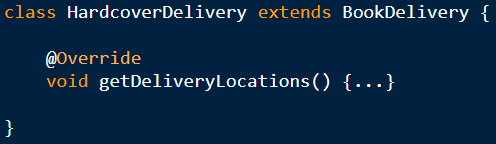 class HardcoverDelivery extends BookDelivery {
@Override
void getDeliveryLocations() {...}
}